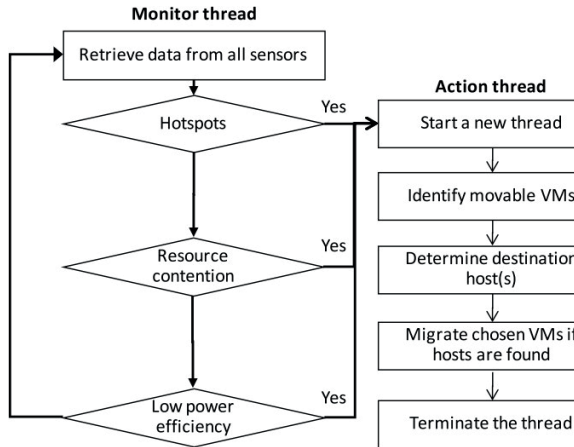 Monitor thread
Retrieve data from all sensors
Hotspots
Yes
Resource
contention
Yes
Low power
efficiency
Yes
Action thread
Start a new thread
Identify movable VMs
Determine destination
host(s)
Migrate chosen VMs if
hosts are found
Terminate the thread